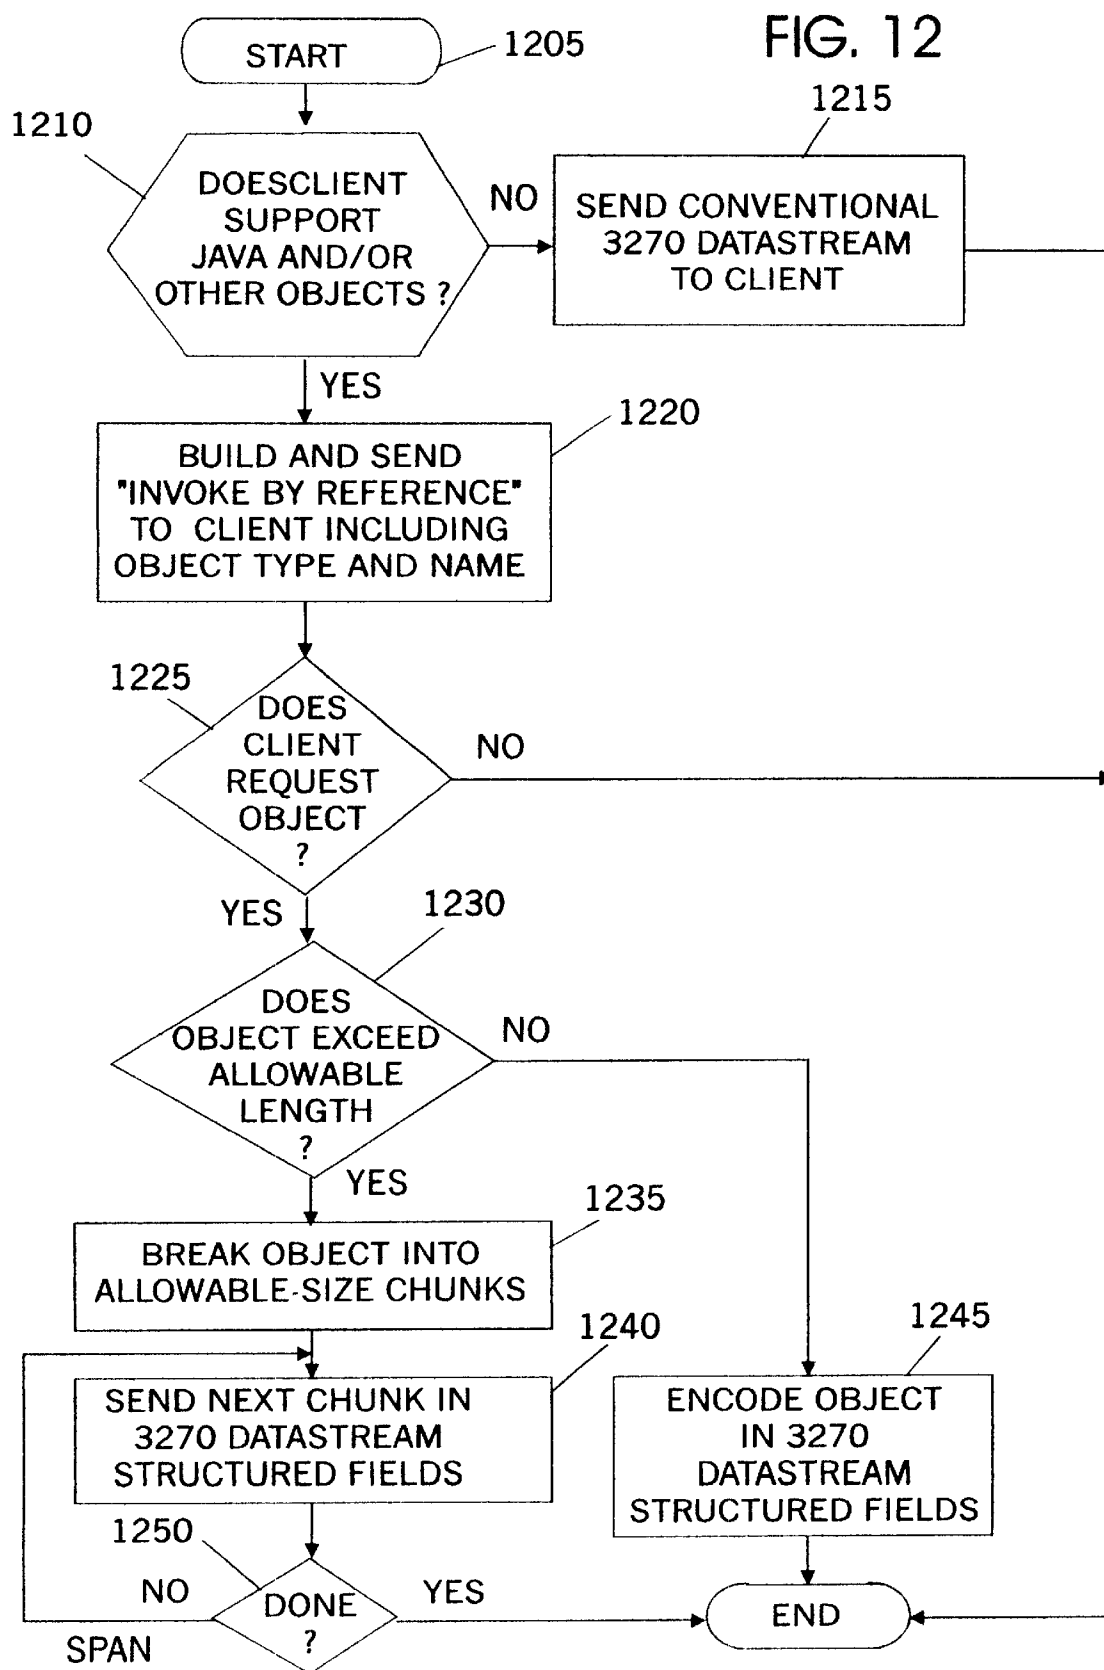 FIG. 12
START
1205
1210
DOESCLIENT
SUPPORT
JAVA AND/OR
OTHER OBJECTS ?
NO
1215
SEND CONVENTIONAL
3270 DATASTREAM
TO CLIENT
YES
1220
BUILD AND SEND
"INVOKE BY REFERENCE"
TO CLIENT INCLUDING
OBJECT TYPE AND NAME
1225
DOES
CLIENT
REQUEST
OBJECT
?
NO
YES
1230
DOES
OBJECT EXCEED
ALLOWABLE
LENGTH
?
NO
YES
1235
BREAK OBJECT INTO
ALLOWABLE-SIZE CHUNKS
1240
SEND NEXT CHUNK IN
3270 DATASTREAM
STRUCTURED FIELDS
1245
ENCODE OBJECT
IN 3270
DATASTREAM
STRUCTURED FIELDS
1250
NO
SPAN
DONE
?
YES
END